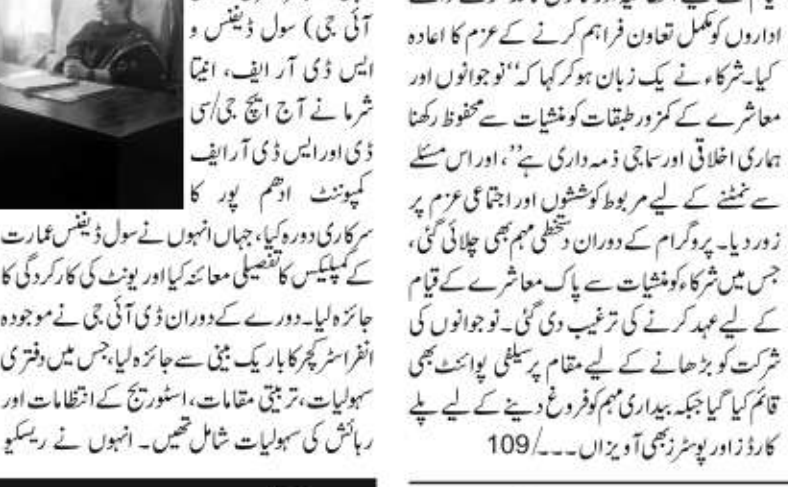 اداروں کو مکمل تعاون فراہم کرنے کے عزم کا اعادہ
کیا۔ شرکاء نے یک زبان ہو کر کہا کہ ‘‘نوجوانوں اور
معاشرے کے کمزور طبقات کو منشیات سے محفوظ رکھنا
ہماری اخلاقی اور سماجی ذمہ داری ہے’’، اور اس مسئلے
سے نمٹنے کے لیے مربوط کوششوں اور اجتماعی عزم پر
زور دیا۔ پروگرام کے دوران دستخطی مہم بھی چلائی گئی،
جس میں شرکاء کو منشیات سے پاک معاشرے کے قیام
کے لیے عہد کرنے کی ترغیب دی گئی۔ نوجوانوں کی
شرکت کو بڑھانے کے لیے مقام پر سیلفی پوائنٹ بھی
قائم کیا گیا جبکہ بیداری مہم کو فروغ دینے کے لیے پلے
کارڈز اور پوسٹرز بھی آویزاں۔۔۔/109
آئی جی) سول ڈیفنس و
ایس ڈی آر ایف، انیتا
شرما نے آج ایچ جی/سی
ڈی اور ایس ڈی آر ایف
کمپوننٹ ادھم پور کا
سرکاری دورہ کیا، جہاں انہوں نے سول ڈیفنس عمارت
کے کمپلیکس کا تفصیلی معائنہ کیا اور یونٹ کی کارکردگی کا
جائزہ لیا۔ دورے کے دوران ڈی آئی جی نے موجودہ
انفراسٹرکچر کا باریک بینی سے جائزہ لیا، جس میں دفتری
سہولیات، تربیتی مقامات، اسٹوریج کے انتظامات اور
رہائش کی سہولیات شامل تھیں۔ انہوں نے ریسکیو